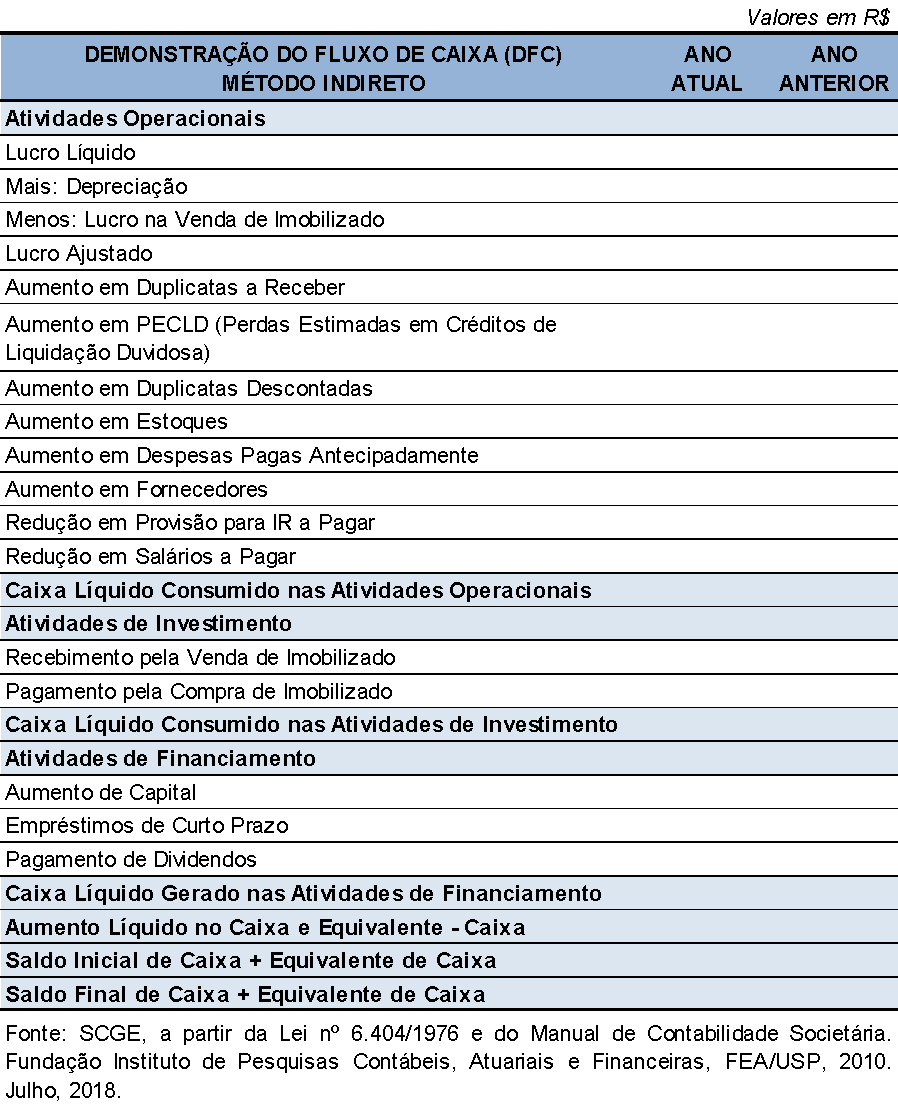 Valores em R$
DEMONSTRAÇÃO DO FLUXO DE CAIXA (DFC)
MÉTODO INDIRETO
ANO
ATUAL
ANO
ANTERIOR
Atividades Operacionais
Lucro Líquido
Mais: Depreciação
Menos: Lucro na Venda de Imobilizado
Lucro Ajustado
Aumento em Duplicatas a Receber
Aumento em PECLD (Perdas Estimadas em Créditos de
Liquidação Duvidosa)
Aumento em Duplicatas Descontadas
Aumento em Estoques
Aumento em Despesas Pagas Antecipadamente
Aumento em Fornecedores
Redução em Provisão para IR a Pagar
Redução em Salários a Pagar
Caixa Líquido Consumido nas Atividades Operacionais
Atividades de Investimento
Recebimento pela Venda de Imobilizado
Pagamento pela Compra de Imobilizado
Caixa Líquido Consumido nas Atividades de Investimento
Atividades de Financiamento
Aumento de Capital
Empréstimos de Curto Prazo
Pagamento de Dividendos
Caixa Líquido Gerado nas Atividades de Financiamento
Aumento Líquido no Caixa e Equivalente - Caixa
Saldo Inicial de Caixa + Equivalente de Caixa
Saldo Final de Caixa + Equivalente de Caixa
Fonte: SCGE, a partir da Lei nº 6.404/1976 e do Manual de Contabilidade Societária.
Fundação Instituto de Pesquisas Contábeis, Atuariais e Financeiras, FEA/USP, 2010.
Julho, 2018.